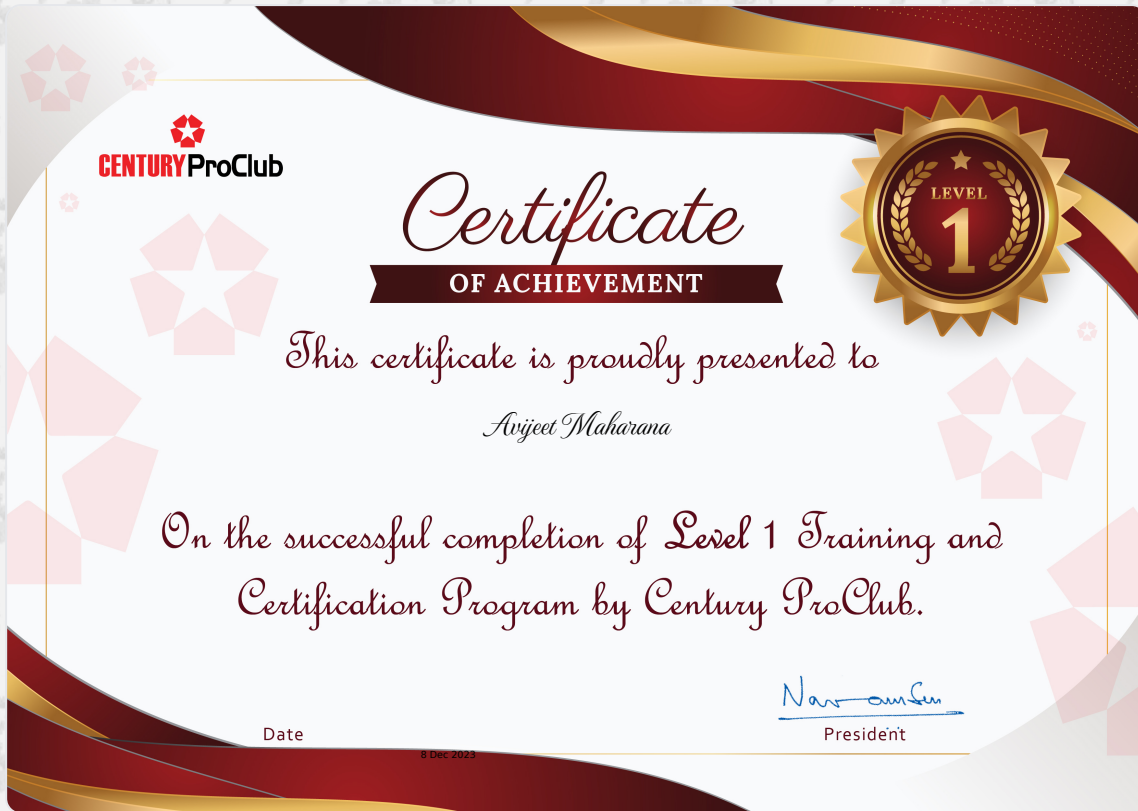 CENTURY ProClub
LEVEL
1
Certificate
OF ACHIEVEMENT
This certificate is proudly presented to
Avijeet Maharana
On the successful completion of Level 1 Training and
Certification Program by Century ProClub.
Date
President
8 Dec 2023